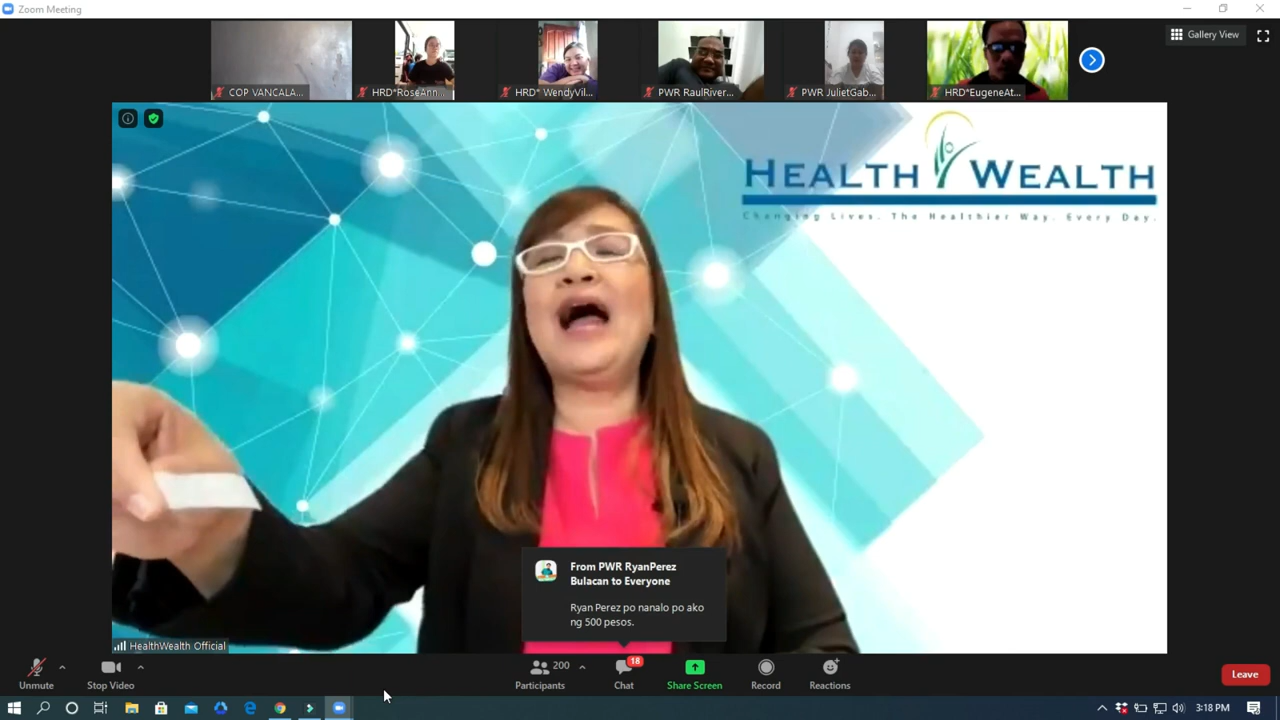 Zoom Meeting
Gallery View
COP VANCALA...
HRD*RoseAnn...
HRD* WendyVil...
PWR RaulRiver...
PWR JulietGab...
HRD*EugeneAt...
HEALTH WEALTH
Changing Lives. The Healthier Way. Every Day.
From PWR RyanPerez
Bulacan to Everyone
Ryan Perez po nanalo po ako
ng 500 pesos.
HealthWealth Official
Unmute
Stop Video
200
Participants
18
Chat
Share Screen
Record
Reactions
Leave
3:18 PM